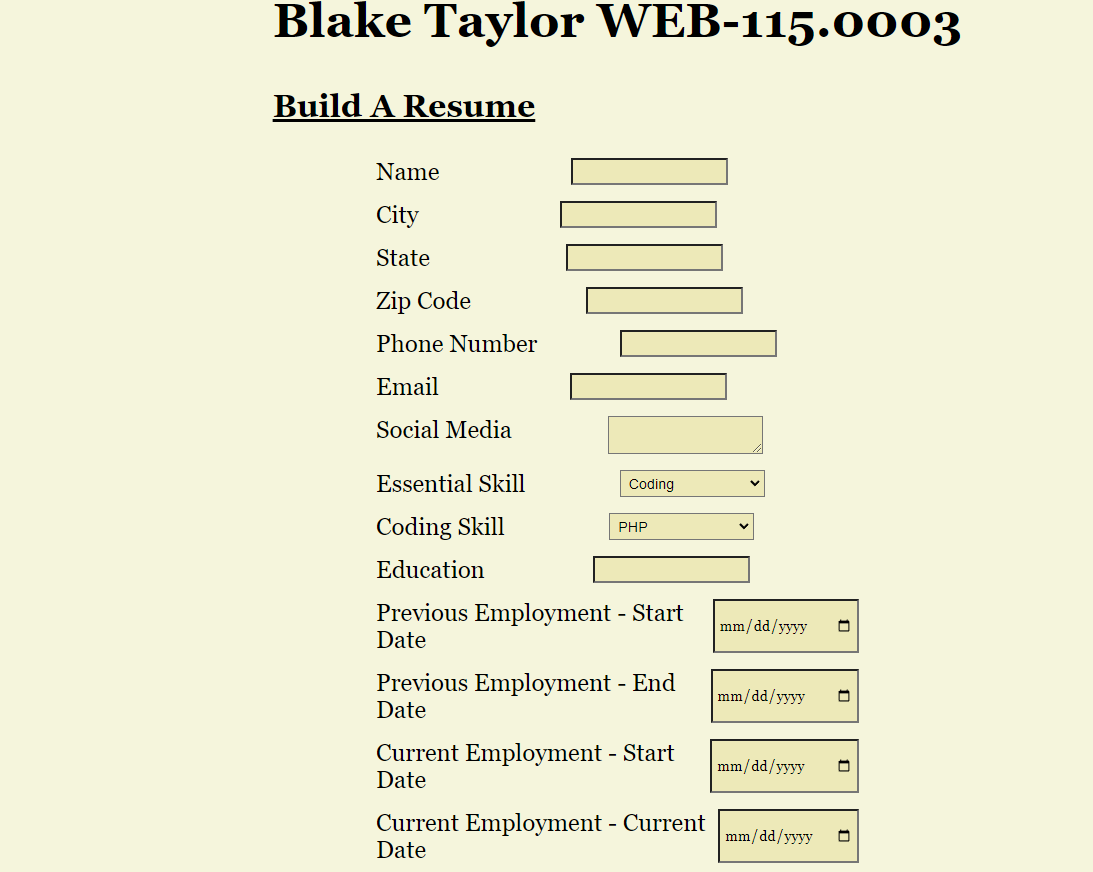 Blake Taylor WEB-115.0003
Build A Resume
Name
City
State
Zip Code
Phone Number
Email
Social Media
Essential Skill Coding
Coding Skill PHP
Education
Previous Employment - Start
Date mm/dd/yyyy
Previous Employment - End
Date mm/dd/yyyy
Current Employment - Start
Date mm/dd/yyyy
Current Employment - Current
Date mm/dd/yyyy